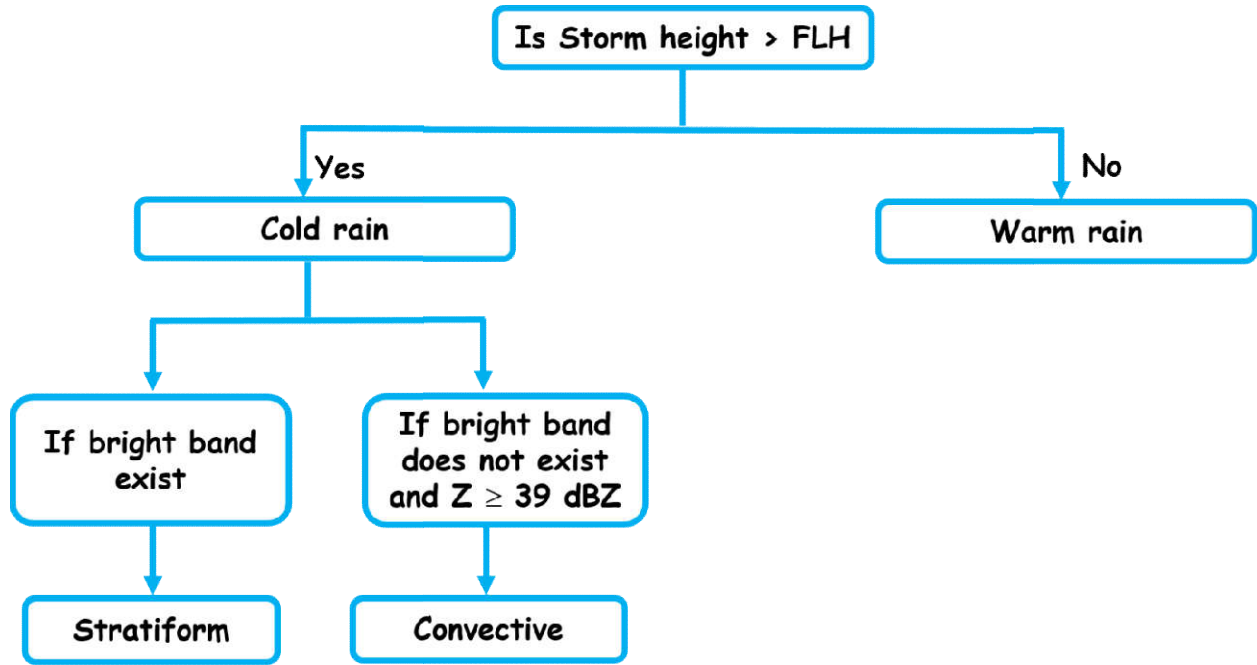 Is Storm height > FLH
Yes
No
Cold rain
Warm rain
If bright band
exist
If bright band
does not exist
and Z ≥ 39 dBZ
Stratiform
Convective